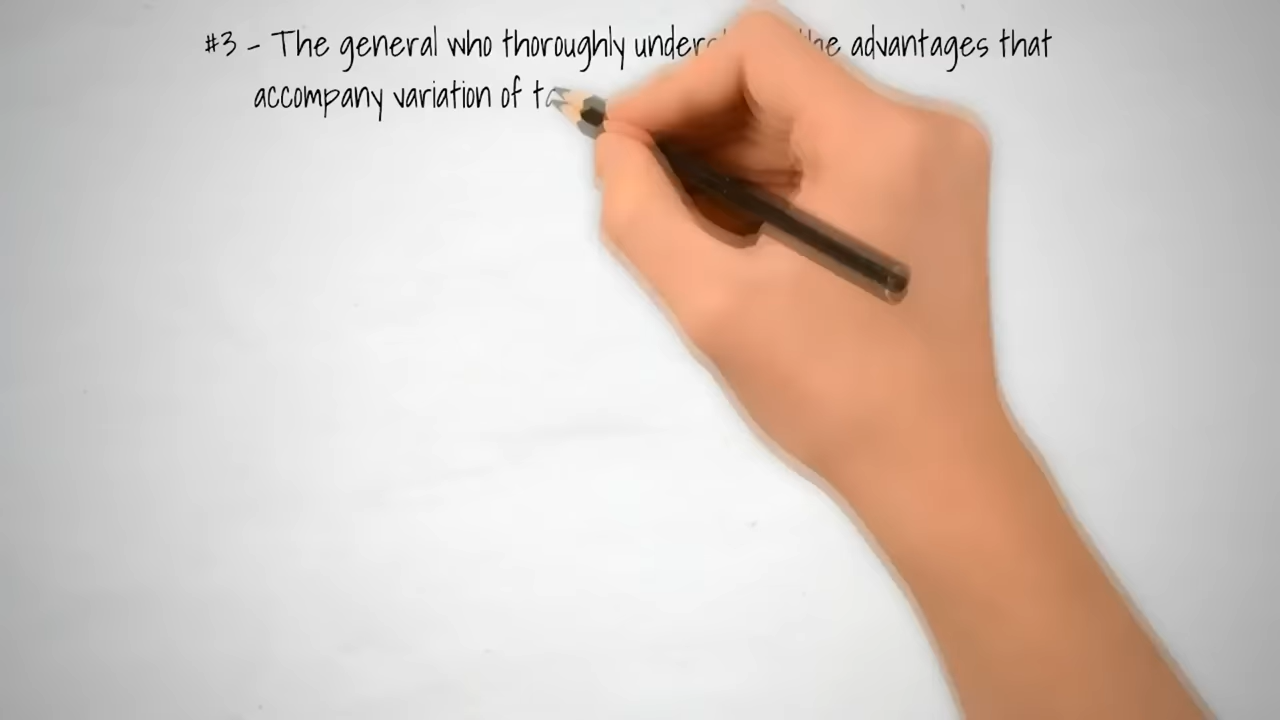 #3 - The general who thoroughly advantages that
accompany variation of